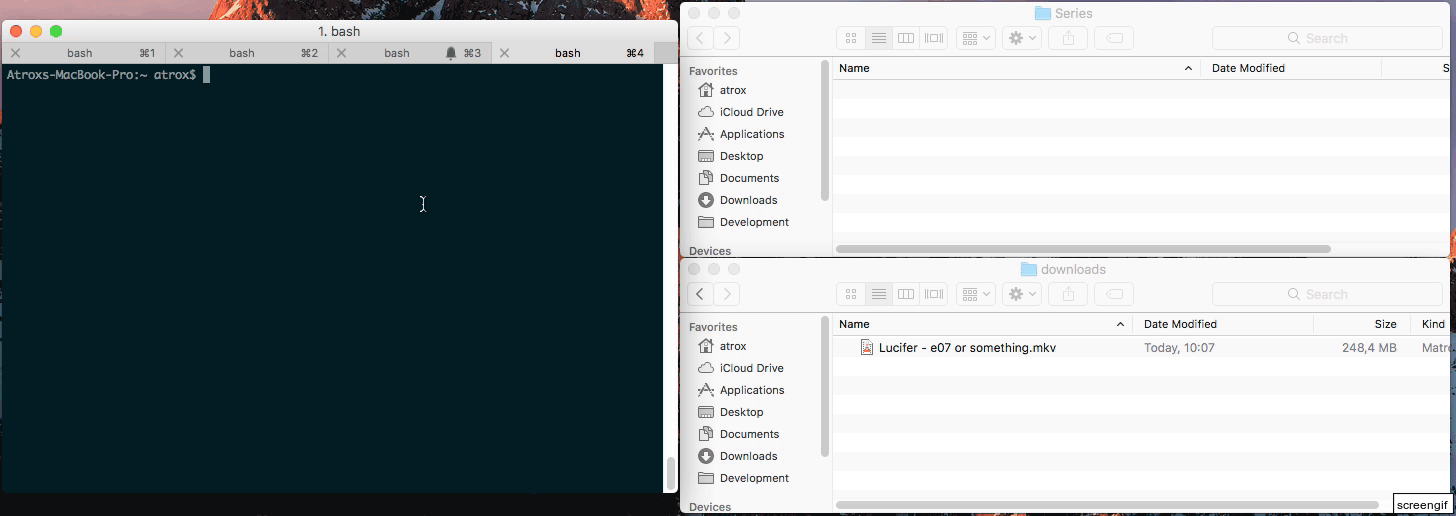 1. bash
bash ⌘1 bash ⌘2 bash ⌘3 bash ⌘4
Atroxs-MacBook-Pro:~ atrox$
Series
Search
Favorites
atrox
iCloud Drive
Applications
Desktop
Documents
Downloads
Development
Devices
Name Date Modified S
downloads
Search
Favorites
atrox
iCloud Drive
Applications
Desktop
Documents
Downloads
Development
Devices
Name Date Modified Size Kind
Lucifer - e07 or something.mkv Today, 10:07 248,4 MB Matro
screengif